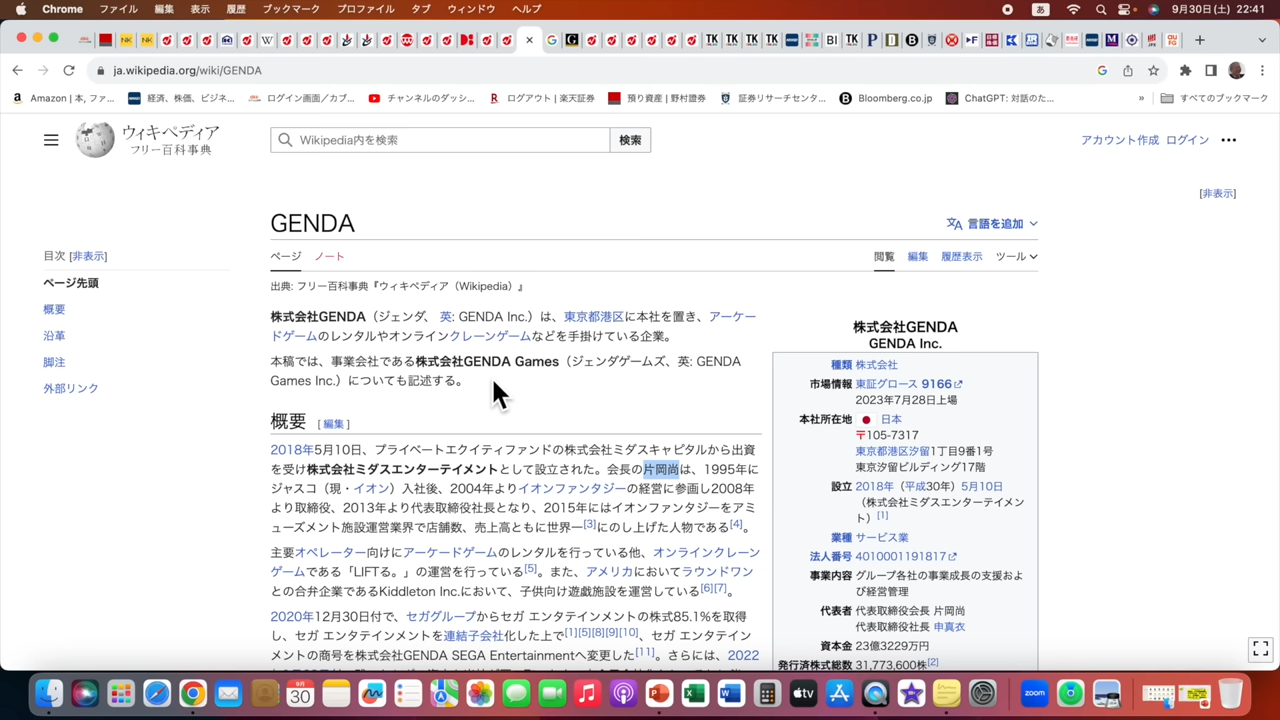 Chrome ファイル 編集 表示 履歴 ブックマーク プロファイル タブ ウィンドウ ヘルプ
あ 9月30日(土) 22:41
ja.wikipedia.org/wiki/GENDA
Amazon | 本, ファ... 経済、株価、ビジネ... ログイン画面／カブ... チャンネルのダッシ... ログアウト | 楽天証券 預り資産 | 野村證券 証券リサーチセンタ... Bloomberg.co.jp ChatGPT: 対話のた... » すべてのブックマーク
ウィキペディア
フリー百科事典
Wikipedia内を検索 検索
アカウント作成 ログイン
[非表示]
GENDA
言語を追加
ページ ノート
閲覧 編集 履歴表示 ツール
目次 [非表示]
ページ先頭
概要
沿革
脚注
外部リンク
出典: フリー百科事典『ウィキペディア（Wikipedia）』
株式会社GENDA（ジェンダ、 英: GENDA Inc.）は、東京都港区に本社を置き、アーケー
ドゲームのレンタルやオンラインクレーンゲームなどを手掛けている企業。
本稿では、事業会社である株式会社GENDA Games（ジェンダゲームズ、英: GENDA
Games Inc.）についても記述する。
概要 [編集]
2018年5月10日、プライベートエクイティファンドの株式会社ミダスキャピタルから出資
を受け株式会社ミダスエンターテイメントとして設立された。会長の片岡尚は、1995年に
ジャスコ（現・イオン）入社後、2004年よりイオンファンタジーの経営に参画し2008年
より取締役、2013年より代表取締役社長となり、2015年にはイオンファンタジーをアミ
ューズメント施設運営業界で店舗数、売上高ともに世界一[3]にのし上げた人物である[4]。
主要オペレーター向けにアーケードゲームのレンタルを行っている他、オンラインクレーン
ゲームである「LIFTる。」の運営を行っている[5]。また、アメリカにおいてラウンドワン
との合弁企業であるKiddleton Inc.において、子供向け遊戯施設を運営している[6][7]。
2020年12月30日付で、セガグループからセガ エンタテインメントの株式85.1%を取得
し、セガ エンタテインメントを連結子会社化した上で[1][5][8][9][10]、セガ エンタテイン
メントの商号を株式会社GENDA SEGA Entertainmentへ変更した[11]。さらには、2022
株式会社GENDA
GENDA Inc.
種類 株式会社
市場情報 東証グロース 9166
2023年7月28日上場
本社所在地 日本
〒105-7317
東京都港区東新橋1丁目9番1号
東京汐留ビルディング17階
設立 2018年（平成30年）5月10日
（株式会社ミダスエンターテイメン
ト）[1]
業種 サービス業
法人番号 4010001191817
事業内容 グループ各社の事業成長の支援およ
び経営管理
代表者 代表取締役会長 片岡尚
代表取締役社長 申真衣
資本金 23億3229万円
発行済株式総数 31,773,600株[2]